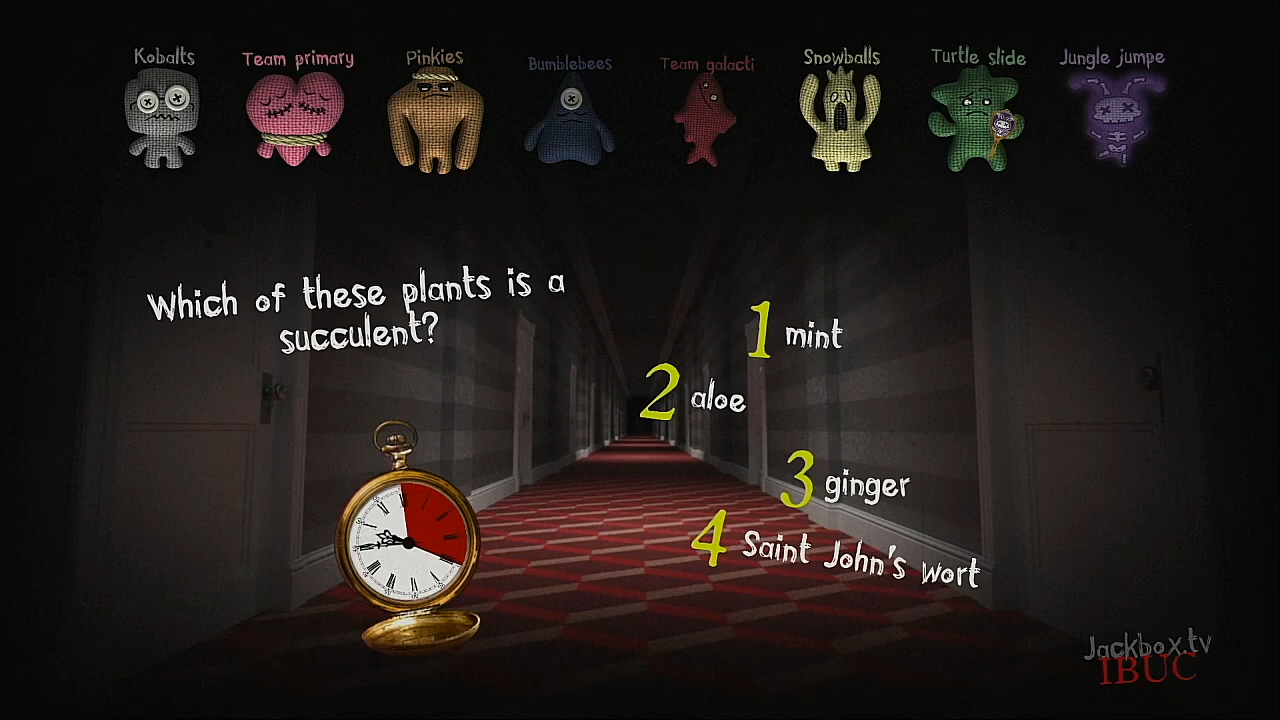 Kobalts
Team primary
Pinkies
Bumblebees
Team galacti
Snowballs
Turtle slide
Jungle jumpe
Which of these plants is a
succulent?
1 mint
2 aloe
3 ginger
4 Saint John's wort
Jackbox.tv
IBUC